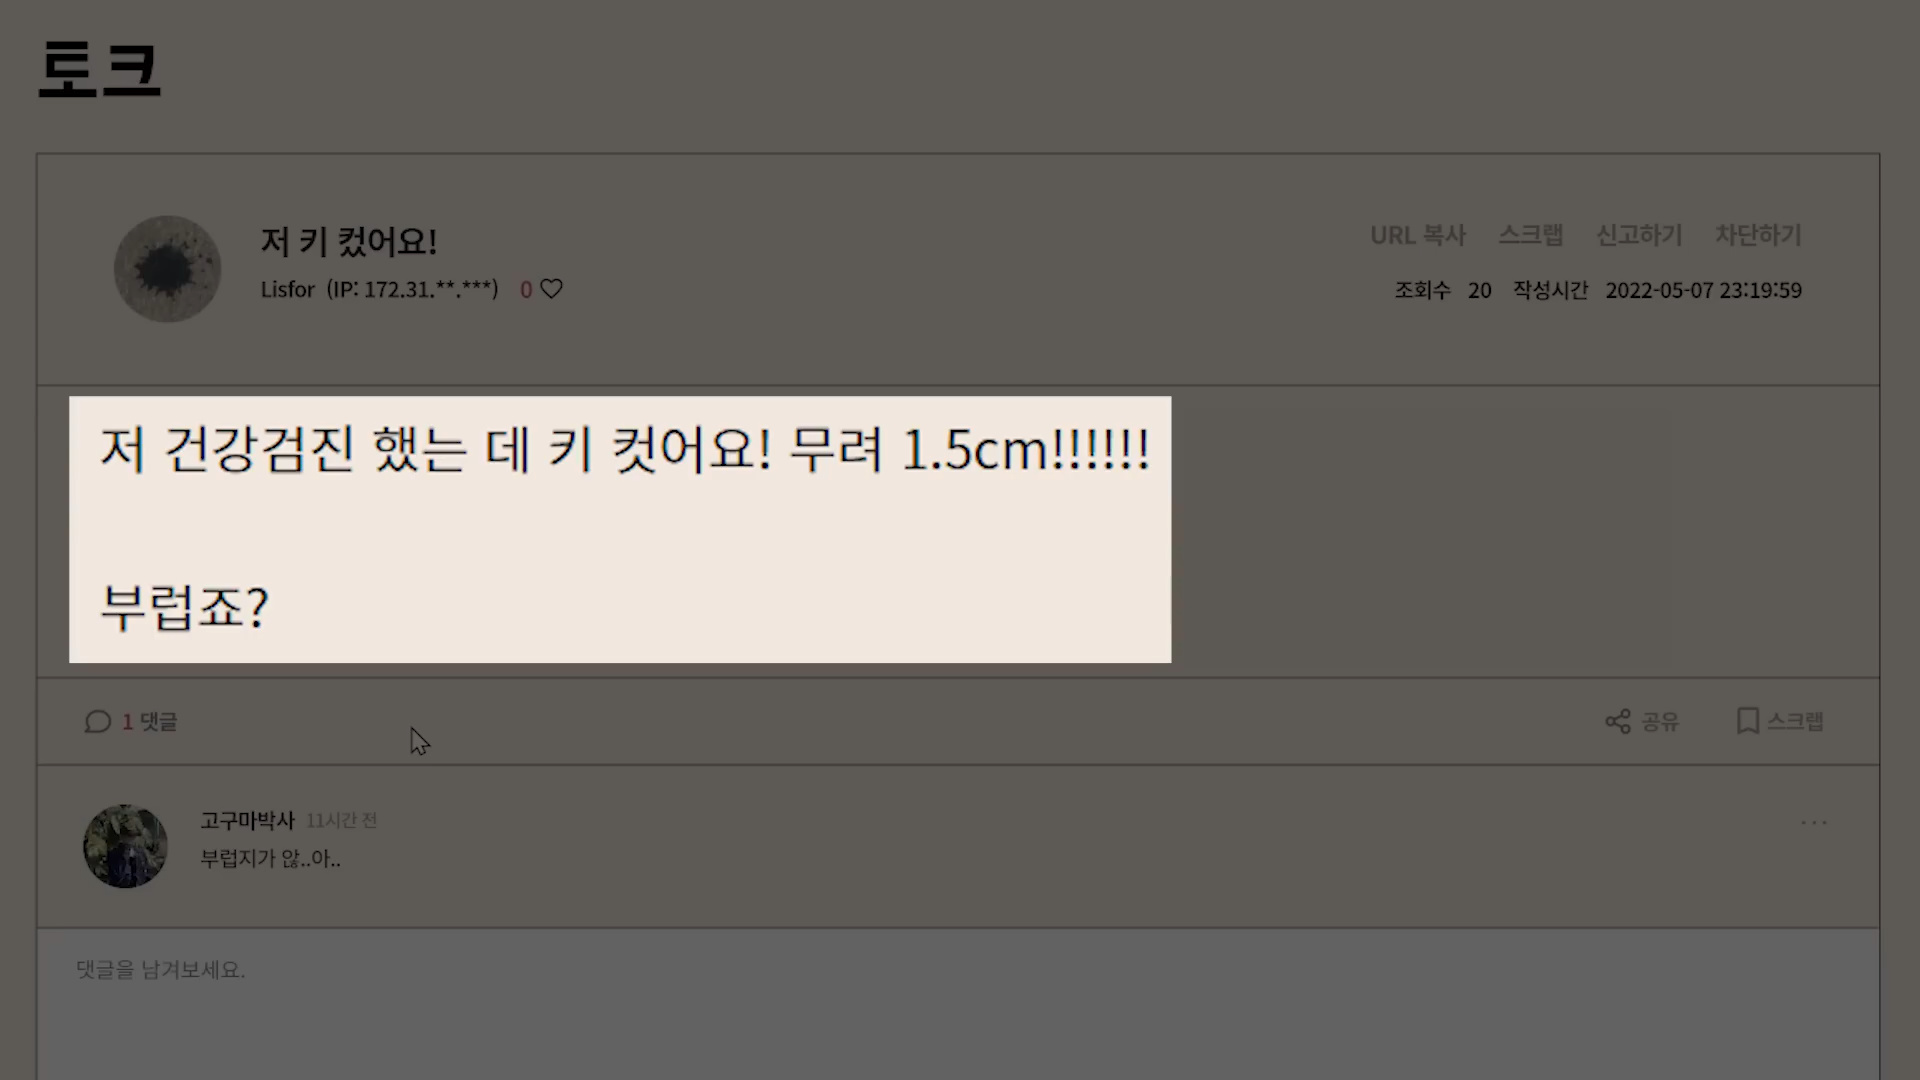 토크
저 키 컸어요!
URL 복사 스크랩 신고하기 차단하기
Lisfor (IP: 172.31.**.***) 0
조회수 20 작성시간 2022-05-07 23:19:59
저 건강검진 했는 데 키 컷어요! 무려 1.5cm!!!!!!
부럽죠?
1 댓글
공유 스크랩
고구마박사 11시간 전
부럽지가 않..아..
댓글을 남겨보세요.